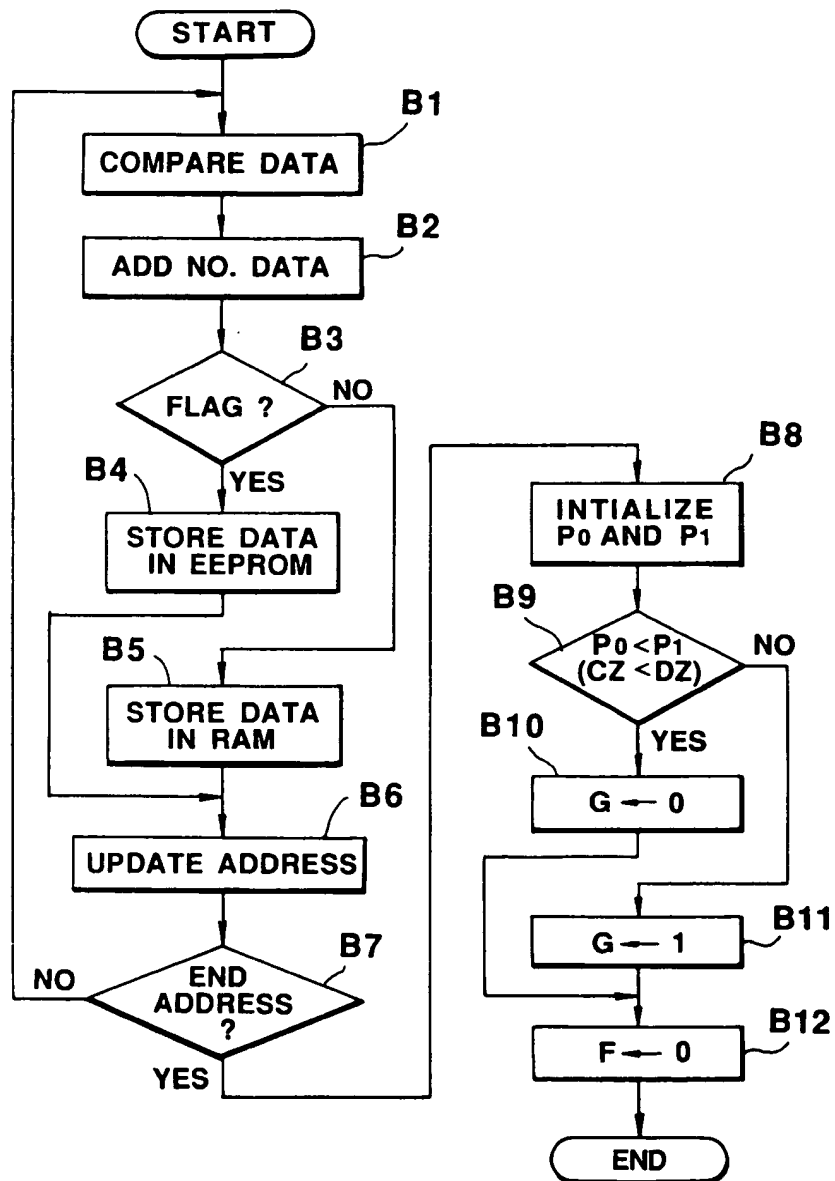 START
B1
COMPARE DATA
B2
ADD NO. DATA
B3
FLAG ?
NO
YES
B4
STORE DATA
IN EEPROM
B5
STORE DATA
IN RAM
B6
UPDATE ADDRESS
B7
END
ADDRESS
?
NO
YES
B8
INTIALIZE
P0 AND P1
B9
P0 < P1
(CZ < DZ)
NO
YES
B10
G ← 0
B11
G ← 1
B12
F ← 0
END